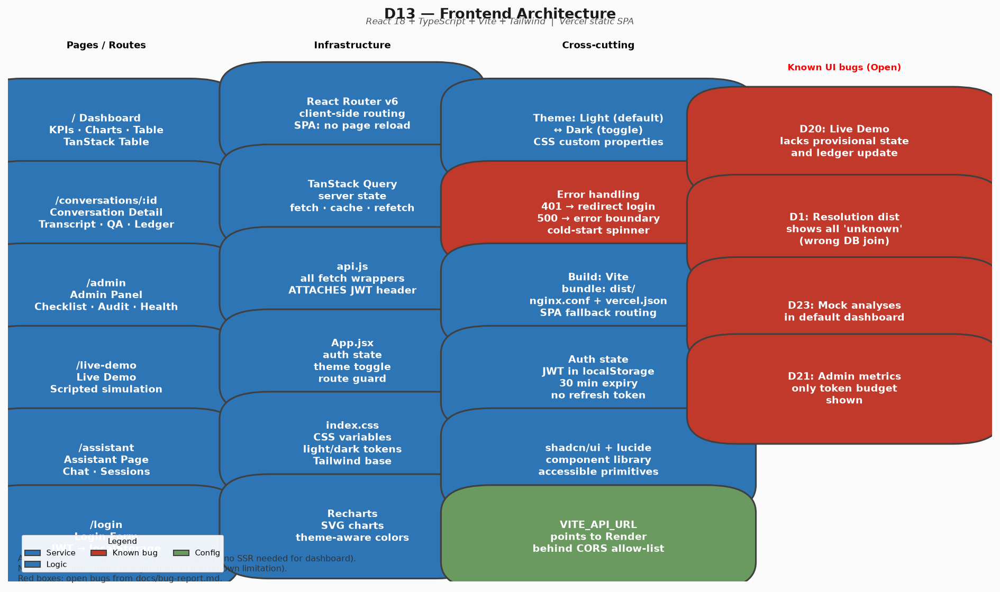 D13 — Frontend Architecture
React 18 + TypeScript + Vite + Tailwind | Vercel static SPA
Pages / Routes
/ Dashboard
KPIs · Charts · Table
TanStack Table
/conversations/:id
Conversation Detail
Transcript · QA · Ledger
/admin
Admin Panel
Checklist · Audit · Health
/live-demo
Live Demo
Scripted simulation
/assistant
Assistant Page
Chat · Sessions
/login
Login Form
JWT → localStorage
Infrastructure
React Router v6
client-side routing
SPA: no page reload
TanStack Query
server state
fetch · cache · refetch
api.js
all fetch wrappers
ATTACHES JWT header
App.jsx
auth state
theme toggle
route guard
index.css
CSS variables
light/dark tokens
Tailwind base
Recharts
SVG charts
theme-aware colors
Cross-cutting
Theme: Light (default)
↔ Dark (toggle)
CSS custom properties
Error handling
401 → redirect login
500 → error boundary
cold-start spinner
Build: Vite
bundle: dist/
nginx.conf + vercel.json
SPA fallback routing
Auth state
JWT in localStorage
30 min expiry
no refresh token
shadcn/ui + lucide
component library
accessible primitives
VITE_API_URL
points to Render
behind CORS allow-list
Known UI bugs (Open)
D20: Live Demo
lacks provisional state
and ledger update
D1: Resolution dist
shows all 'unknown'
(wrong DB join)
D23: Mock analyses
in default dashboard
D21: Admin metrics
only token budget
shown
Legend
Service
Known bug
Config
Logic
no SSR needed for dashboard).
limitation).
Red boxes: open bugs from docs/bug-report.md.